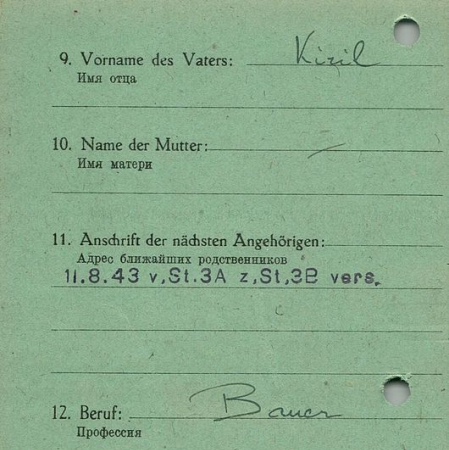 9. Vorname des Vaters: Kiril
Имя отца
10. Name der Mutter: —
Имя матери
11. Anschrift der nächsten Angehörigen:
Адрес ближайших родственников
11.8.43 v,St.3A z,St,3B vers.
12. Beruf: Bauer
Профессия